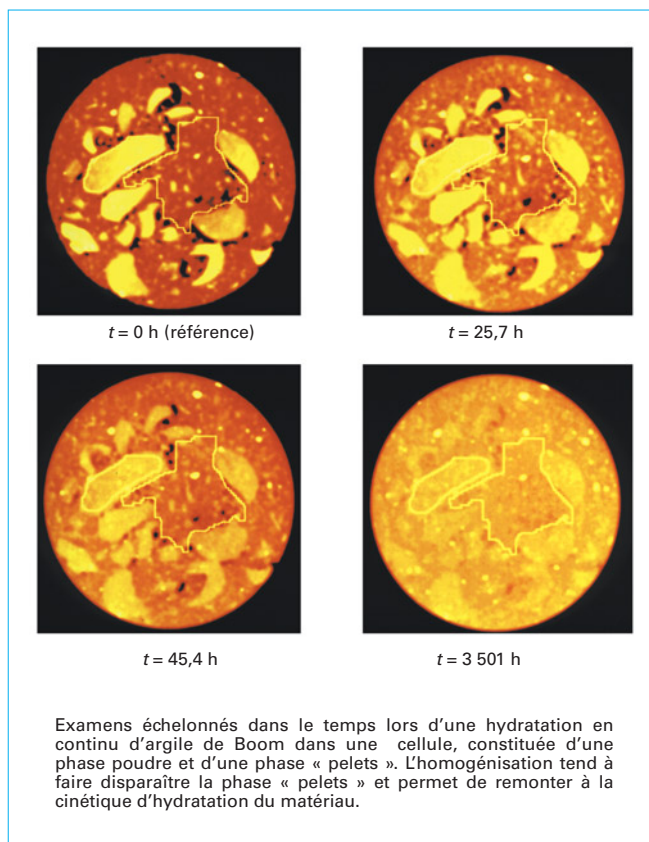 t = 0 h (référence)
t = 25,7 h
t = 45,4 h
t = 3 501 h
Examens échelonnés dans le temps lors d’une hydratation en
continu d’argile de Boom dans une cellule, constituée d’une
phase poudre et d’une phase « pelets ». L’homogénisation tend à
faire disparaître la phase « pelets » et permet de remonter à la
cinétique d’hydratation du matériau.